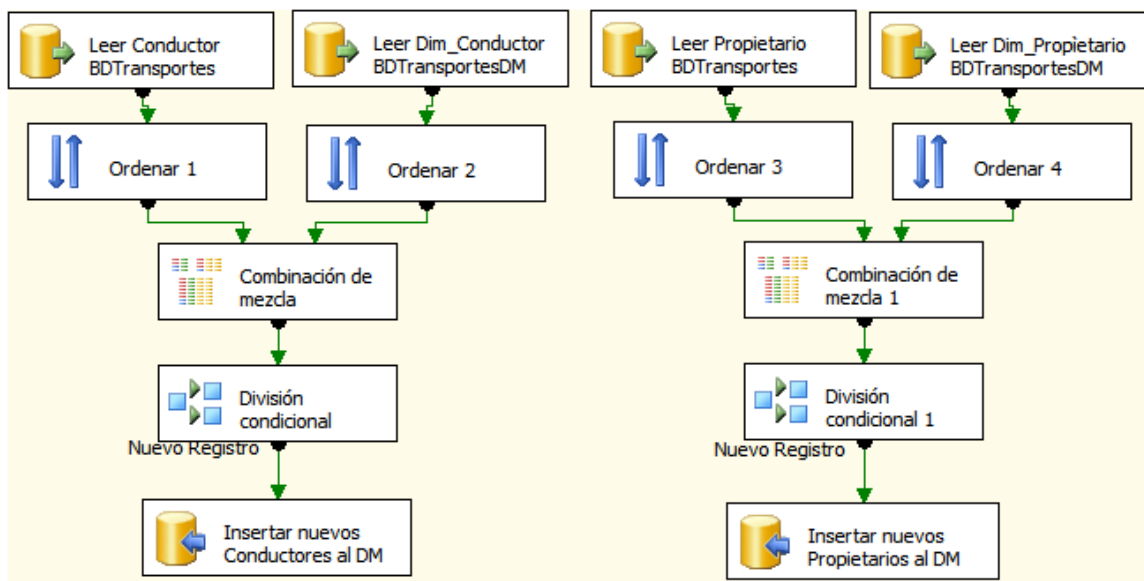 Leer Conductor
BDTransportes
Leer Dim_Conductor
BDTransportesDM
Leer Propietario
BDTransportes
Leer Dim_Propietario
BDTransportesDM
Ordenar 1
Ordenar 2
Ordenar 3
Ordenar 4
Combinación de
mezcla
Combinación de
mezcla 1
División
condicional
División
condicional 1
Nuevo Registro
Nuevo Registro
Insertar nuevos
Conductores al DM
Insertar nuevos
Propietarios al DM